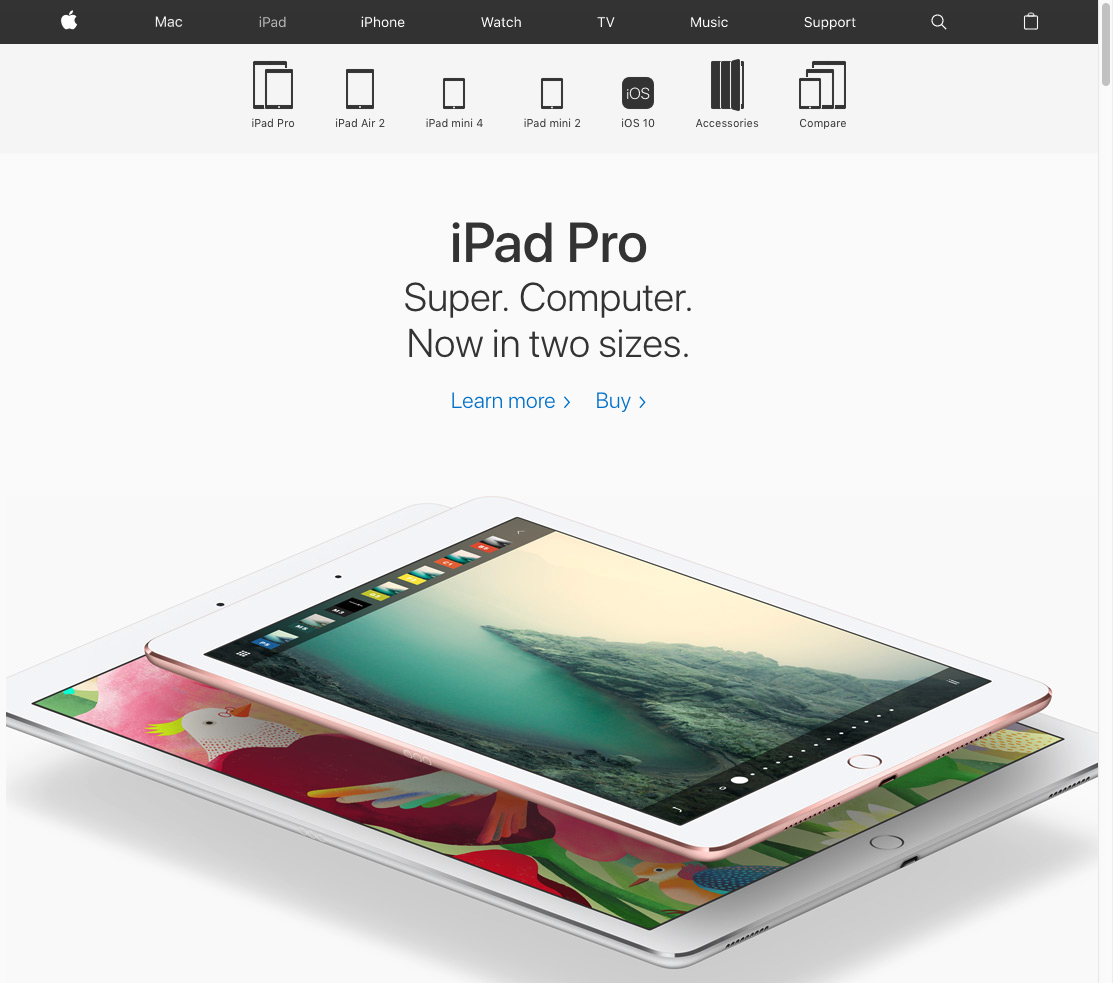 Mac
iPad
iPhone
Watch
TV
Music
Support
iOS
iPad Pro
iPad Air 2
iPad mini 4
iPad mini 2
iOS 10
Accessories
Compare
iPad Pro
Super. Computer.
Now in two sizes.
Learn more >
Buy >